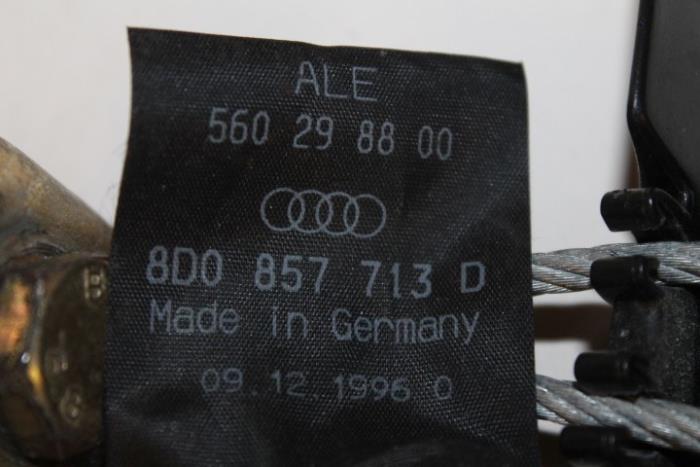 ALE
560 29 88 00
8D0 857 713 D
Made in Germany
09.12.1996 0